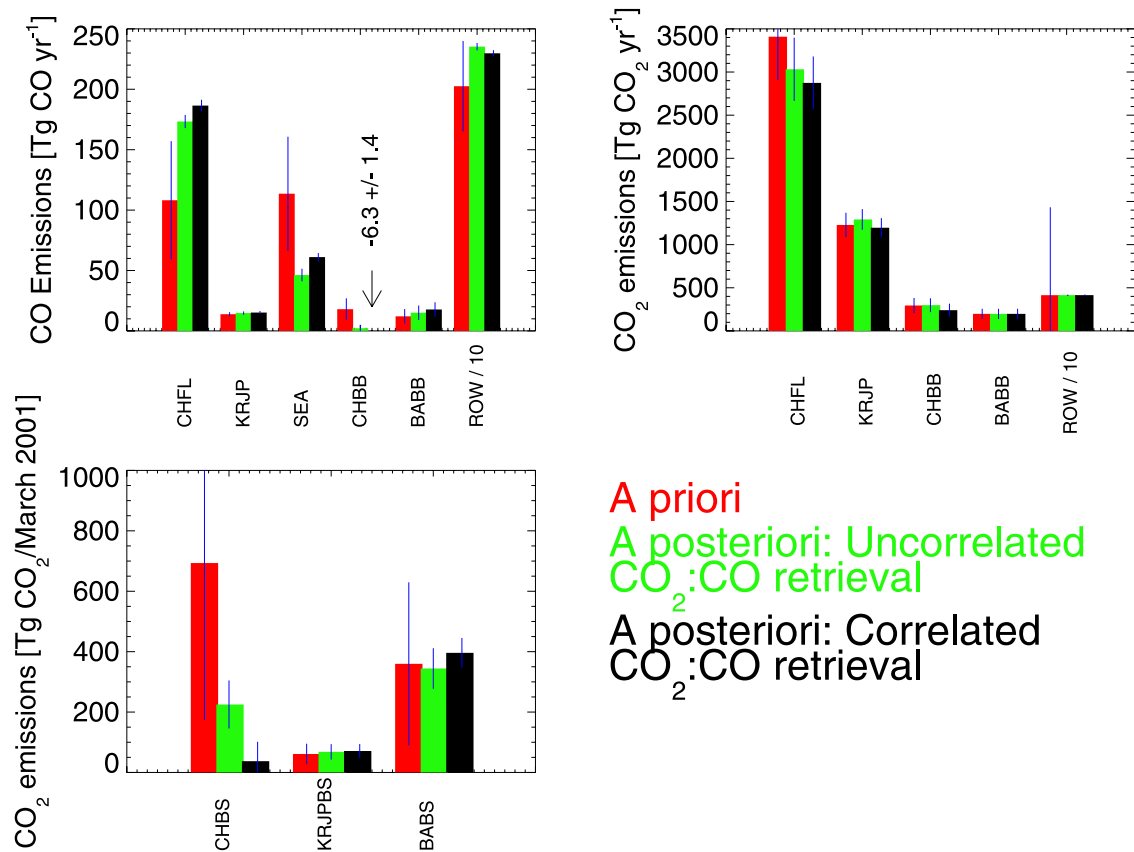 CO Emissions [Tg CO yr-1]
250
200
150
100
50
0
-6.3 +/- 1.4
CHFL
KRJP
SEA
CHBB
BABB
ROW / 10
CO2 emissions [Tg CO2 yr-1]
3500
3000
2500
2000
1500
1000
500
0
CHFL
KRJP
CHBB
BABB
ROW / 10
CO2 emissions [Tg CO2/March 2001]
1000
800
600
400
200
0
CHBS
KRJPBS
BABS
A priori
A posteriori: Uncorrelated
CO2:CO retrieval
A posteriori: Correlated
CO2:CO retrieval